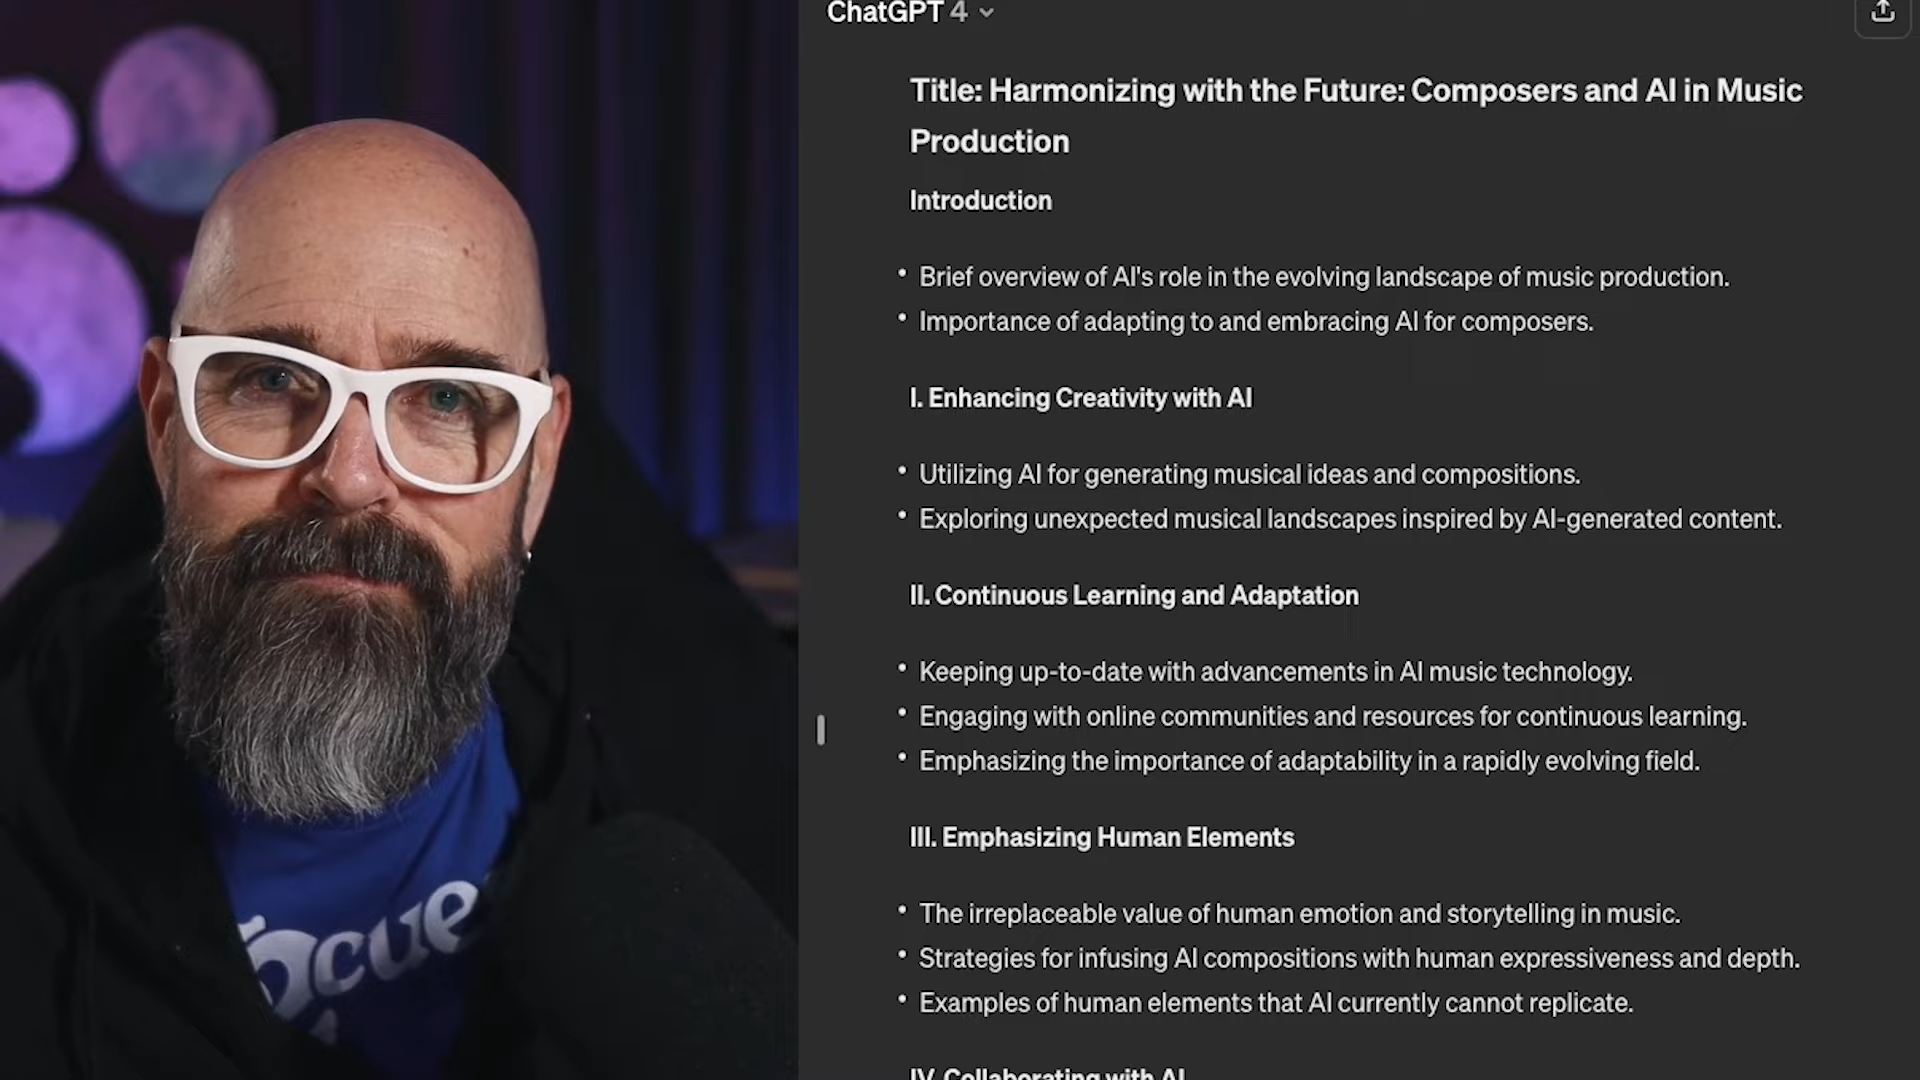 ChatGPT 4
Title: Harmonizing with the Future: Composers and AI in Music
Production
Introduction
• Brief overview of AI's role in the evolving landscape of music production.
• Importance of adapting to and embracing AI for composers.
I. Enhancing Creativity with AI
• Utilizing AI for generating musical ideas and compositions.
• Exploring unexpected musical landscapes inspired by AI-generated content.
II. Continuous Learning and Adaptation
• Keeping up-to-date with advancements in AI music technology.
• Engaging with online communities and resources for continuous learning.
• Emphasizing the importance of adaptability in a rapidly evolving field.
III. Emphasizing Human Elements
• The irreplaceable value of human emotion and storytelling in music.
• Strategies for infusing AI compositions with human expressiveness and depth.
• Examples of human elements that AI currently cannot replicate.
IV. Collaborating with AI